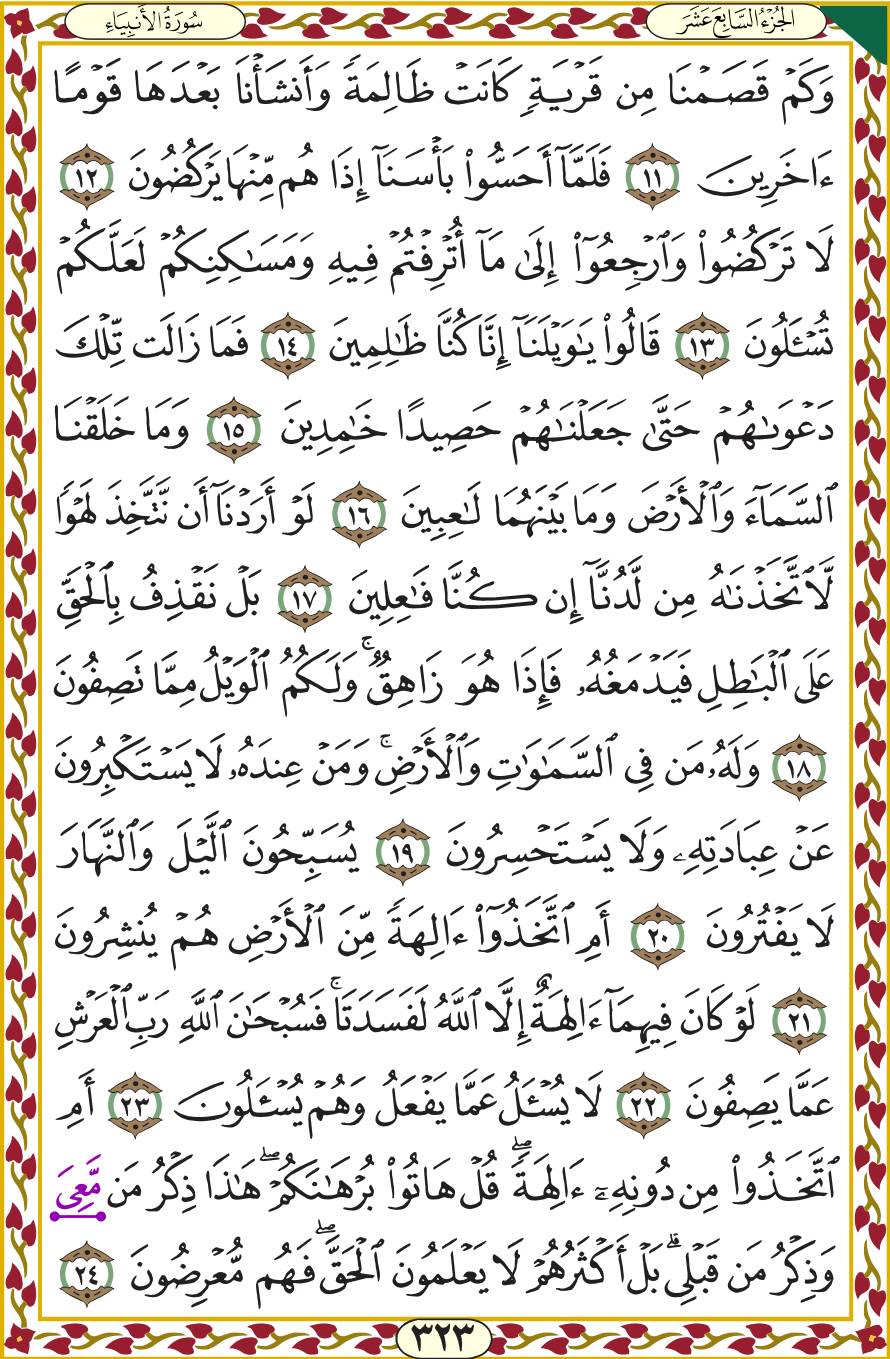 الجُزْءُ السَّابِعَ عَشَرَ
سُورَةُ الأَنبِيَاءِ
وَكَمۡ قَصَمۡنَا مِن قَرۡيَةٖ كَانَتۡ ظَالِمَةٗ وَأَنشَأۡنَا بَعۡدَهَا قَوۡمًا
ءَاخَرِينَ ١١ فَلَمَّآ أَحَسُّواْ بَأۡسَنَآ إِذَا هُم مِّنۡهَا يَرۡكُضُونَ ١٢
لَا تَرۡكُضُواْ وَٱرۡجِعُوٓاْ إِلَىٰ مَآ أُتۡرِفۡتُمۡ فِيهِ وَمَسَٰكِنِكُمۡ لَعَلَّكُمۡ
تُسۡـَٔلُونَ ١٣ قَالُواْ يَٰوَيۡلَنَآ إِنَّا كُنَّا ظَٰلِمِينَ ١٤ فَمَا زَالَت تِّلۡكَ
دَعۡوَىٰهُمۡ حَتَّىٰ جَعَلۡنَٰهُمۡ حَصِيدًا خَٰمِدِينَ ١٥ وَمَا خَلَقۡنَا
ٱلسَّمَآءَ وَٱلۡأَرۡضَ وَمَا بَيۡنَهُمَا لَٰعِبِينَ ١٦ لَوۡ أَرَدۡنَآ أَن نَّتَّخِذَ لَهۡوٗا
لَّٱتَّخَذۡنَٰهُ مِن لَّدُنَّآ إِن كُنَّا فَٰعِلِينَ ١٧ بَلۡ نَقۡذِفُ بِٱلۡحَقِّ
عَلَى ٱلۡبَٰطِلِ فَيَدۡمَغُهُۥ فَإِذَا هُوَ زَاهِقٞۚ وَلَكُمُ ٱلۡوَيۡلُ مِمَّا تَصِفُونَ
١٨ وَلَهُۥ مَن فِي ٱلسَّمَٰوَٰتِ وَٱلۡأَرۡضِۚ وَمَنۡ عِندَهُۥ لَا يَسۡتَكۡبِرُونَ
عَنۡ عِبَادَتِهِۦ وَلَا يَسۡتَحۡسِرُونَ ١٩ يُسَبِّحُونَ ٱلَّيۡلَ وَٱلنَّهَارَ
لَا يَفۡتُرُونَ ٢٠ أَمِ ٱتَّخَذُوٓاْ ءَالِهَةٗ مِّنَ ٱلۡأَرۡضِ هُمۡ يُنشِرُونَ
٢١ لَوۡ كَانَ فِيهِمَآ ءَالِهَةٌ إِلَّا ٱللَّهُ لَفَسَدَتَاۚ فَسُبۡحَٰنَ ٱللَّهِ رَبِّ ٱلۡعَرۡشِ
عَمَّا يَصِفُونَ ٢٢ لَا يُسۡـَٔلُ عَمَّا يَفۡعَلُ وَهُمۡ يُسۡـَٔلُونَ ٢٣ أَمِ
ٱتَّخَذُواْ مِن دُونِهِۦٓ ءَالِهَةٗۖ قُلۡ هَاتُواْ بُرۡهَٰنَكُمۡۖ هَٰذَا ذِكۡرُ مَن مَّعِيَ
وَذِكۡرُ مَن قَبۡلِيۚ بَلۡ أَكۡثَرُهُمۡ لَا يَعۡلَمُونَ ٱلۡحَقَّۖ فَهُم مُّعۡرِضُونَ ٢٤
٣٢٣